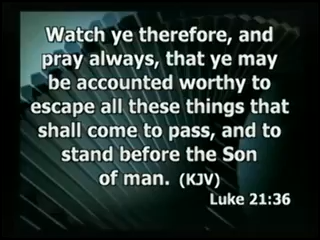 Watch ye therefore, and
pray always, that ye may
be accounted worthy to
escape all these things that
shall come to pass, and to
stand before the Son
of man. (KJV)
Luke 21:36